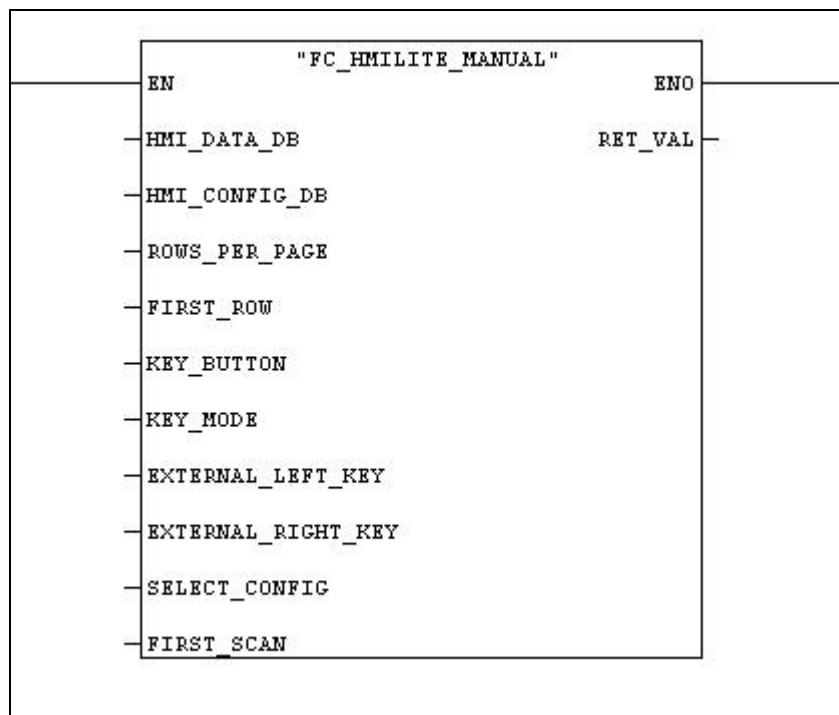 "FC_HMILITE_MANUAL"
EN ENO
HMI_DATA_DB RET_VAL
HMI_CONFIG_DB
ROWS_PER_PAGE
FIRST_ROW
KEY_BUTTON
KEY_MODE
EXTERNAL_LEFT_KEY
EXTERNAL_RIGHT_KEY
SELECT_CONFIG
FIRST_SCAN